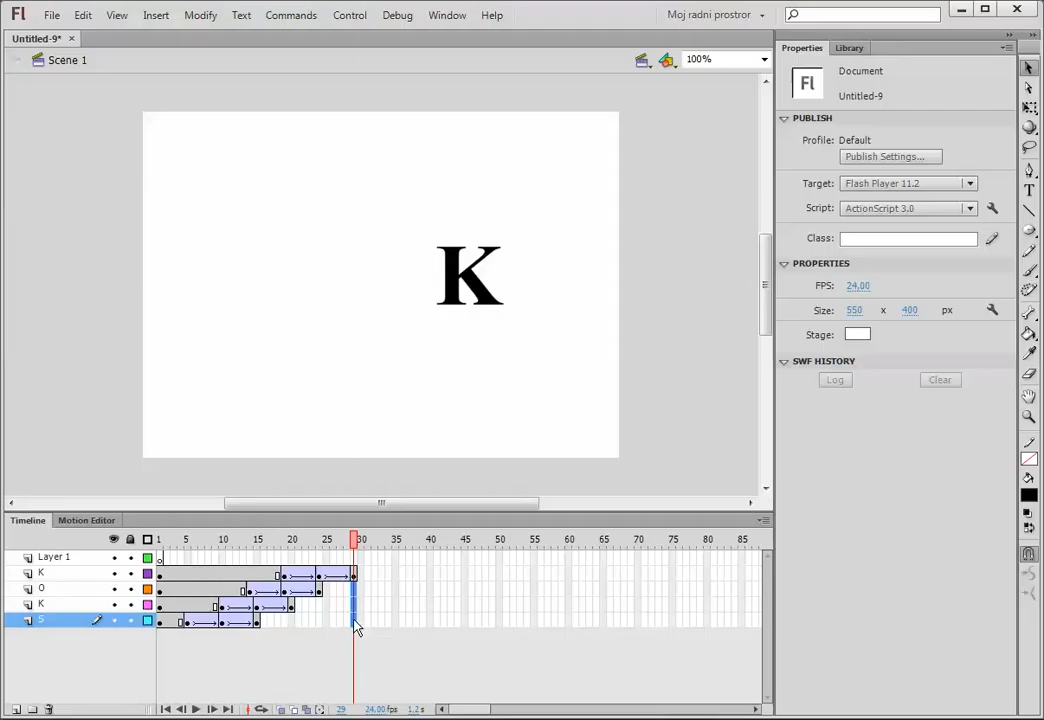 Fl File Edit View Insert Modify Text Commands Control Debug Window Help Moj radni prostor
Untitled-9*
Scene 1 100%
Properties Library
Fl Document
Untitled-9
PUBLISH
Profile: Default
Publish Settings...
Target: Flash Player 11.2
Script: ActionScript 3.0
Class:
PROPERTIES
FPS: 24,00
Size: 550 x 400 px
Stage:
SWF HISTORY
Log Clear
K
Timeline Motion Editor
1 5 10 15 20 25 30 35 40 45 50 55 60 65 70 75 80 85
Layer 1
K
O
K
S
29 24,00 fps 1,2 s